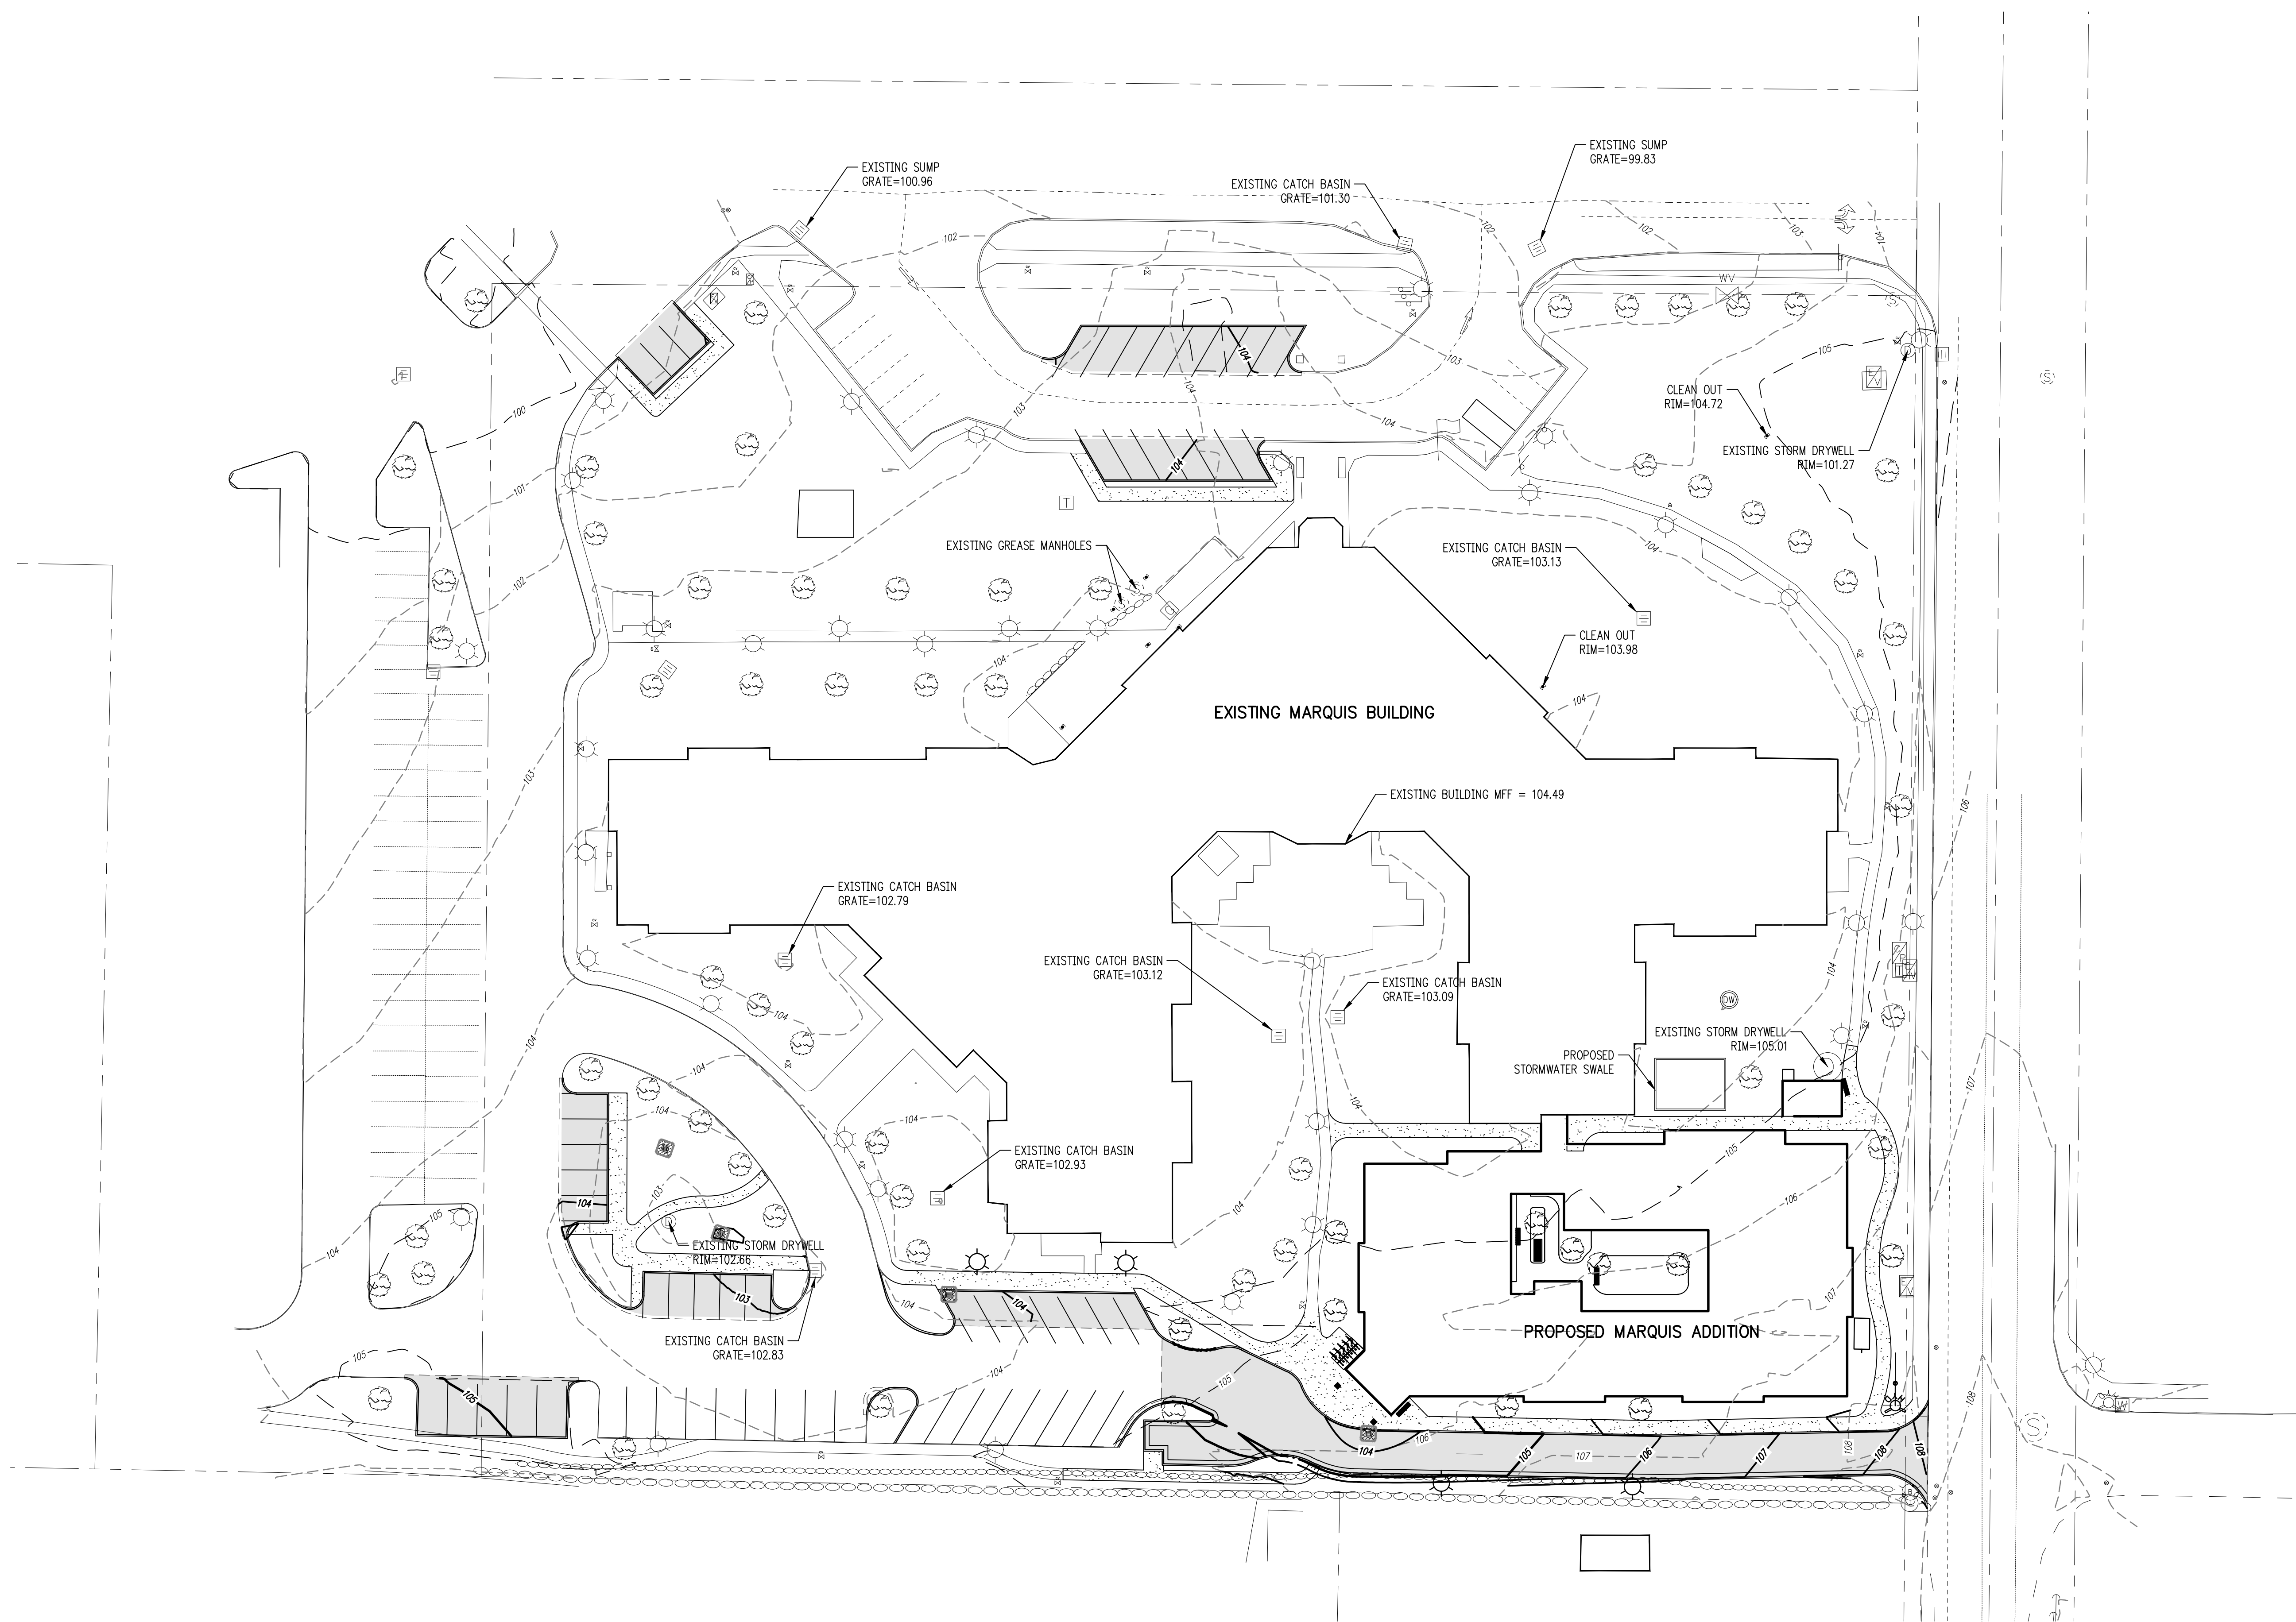 EXISTING SUMP
GRATE=99.83
EXISTING SUMP
GRATE=100.96
EXISTING CATCH BASIN
GRATE=101.30
102
102
102
103
104
WV
S
104
103
103
105
E
V
S
CLEAN OUT
RIM=104.72
100
104
104
104
EXISTING STORM DRYWELL
RIM=101.27
101
T
EXISTING GREASE MANHOLES
EXISTING CATCH BASIN
GRATE=103.13
104
102
G
CLEAN OUT
RIM=103.98
104
104
EXISTING MARQUIS BUILDING
103
EXISTING BUILDING MFF = 104.49
106
EXISTING CATCH BASIN
GRATE=102.79
EXISTING CATCH BASIN
GRATE=103.12
EXISTING CATCH BASIN
GRATE=103.09
104
DW
104
104
EXISTING STORM DRYWELL
RIM=105.01
PROPOSED
STORMWATER SWALE
104
107
104
104
104
EXISTING CATCH BASIN
GRATE=102.93
105
103
104
106
104
105
104
EXISTING STORM DRYWELL
RIM=102.66
103
104
104
107
PROPOSED MARQUIS ADDITION
EXISTING CATCH BASIN
GRATE=102.83
105
104
105
105
108
S
W
106
104
105
107
106
107
108
108
108